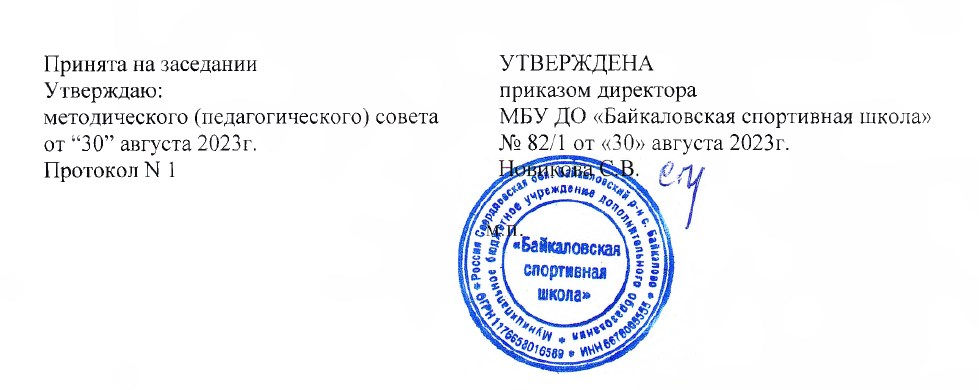 Принята на заседании
Утверждаю:
методического (педагогического) совета
от “30” августа 2023г.
Протокол N 1
УТВЕРЖДЕНА
приказом директора
МБУ ДО «Байкаловская спортивная школа»
№ 82/1 от «30» августа 2023г.
Новикова С.В.
м.п.
* Россия Свердловская обл. Байкаловский р-н с. Байкалово *
ОГРН 1176658016589 * ИНН 6676005555
Муниципальное бюджетное учреждение дополнительного образования *
«Байкаловская
спортивная
школа»